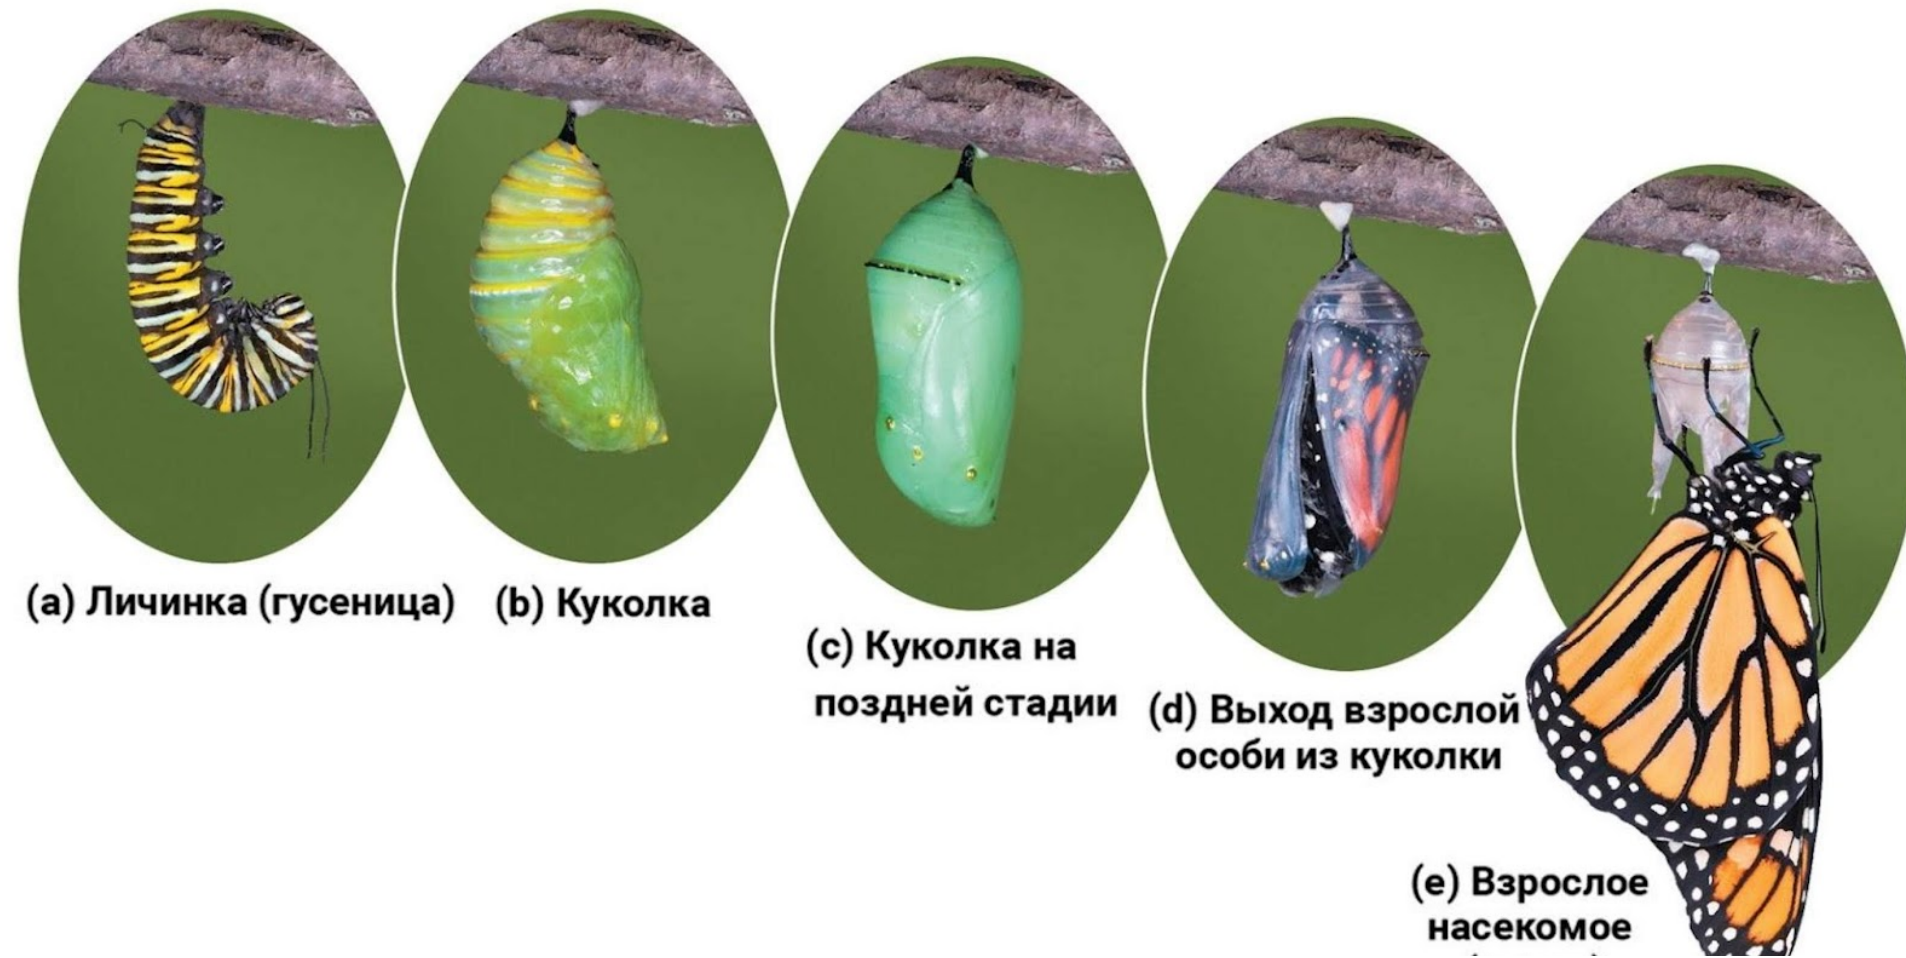 (a) Личинка (гусеница)
(b) Куколка
(c) Куколка на
поздней стадии
(d) Выход взрослой
особи из куколки
(e) Взрослое
насекомое